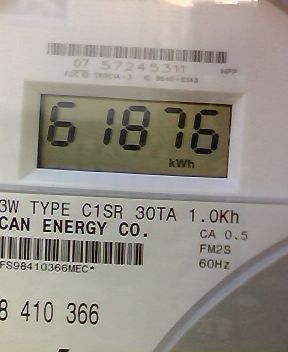 07 57245311
61876
kWh
3W TYPE C1SR 30TA 1.0Kh
CAN ENERGY CO.
CA 0.5
FM2S
60Hz
FS98410366MEC*
8 410 366